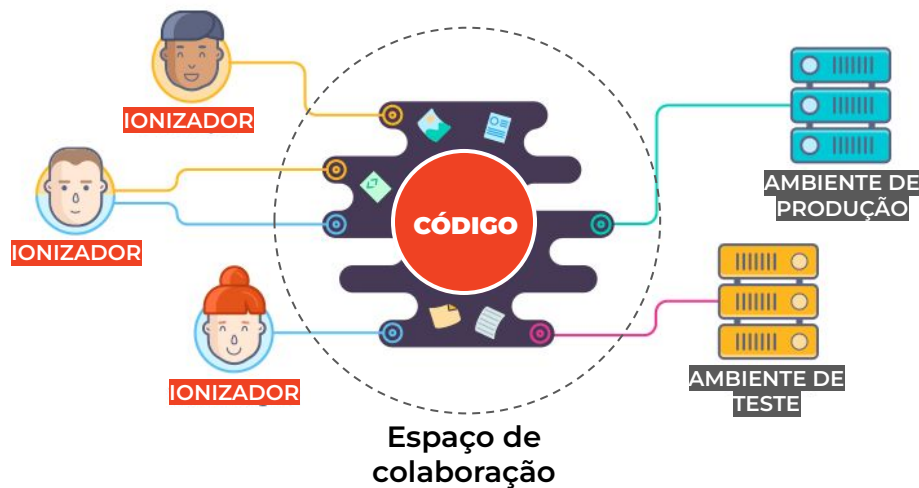 IONIZADOR
IONIZADOR
IONIZADOR
CÓDIGO
AMBIENTE DE
PRODUÇÃO
AMBIENTE DE
TESTE
Espaço de
colaboração